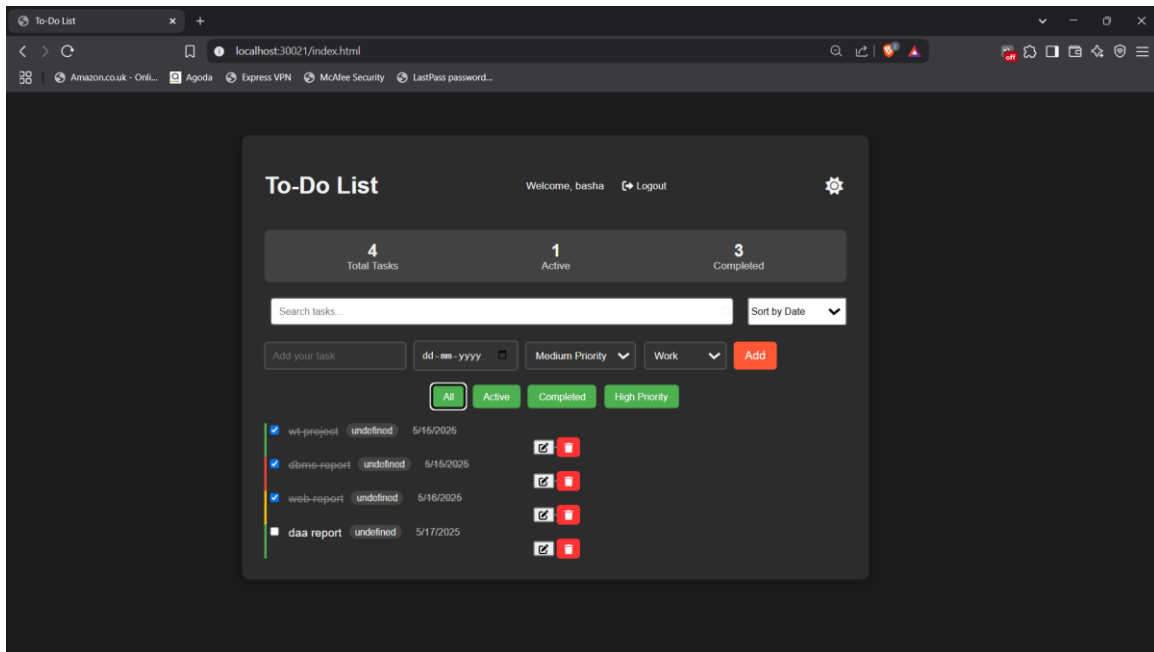 To-Do List
localhost:30021/index.html
off
Amazon.co.uk - Onli... Agoda Express VPN McAfee Security LastPass password...
To-Do List Welcome, basha Logout
4 1 3
Total Tasks Active Completed
Search tasks... Sort by Date
Add your task dd-mm-yyyy Medium Priority Work Add
All Active Completed High Priority
wt-project undefined 5/15/2025
dbms-report undefined 5/15/2025
web-report undefined 5/16/2025
daa report undefined 5/17/2025